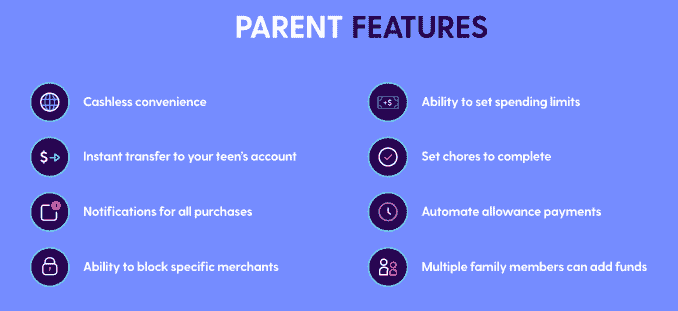 PARENT FEATURES
Cashless convenience
Instant transfer to your teen's account
Notifications for all purchases
Ability to block specific merchants
Ability to set spending limits
Set chores to complete
Automate allowance payments
Multiple family members can add funds